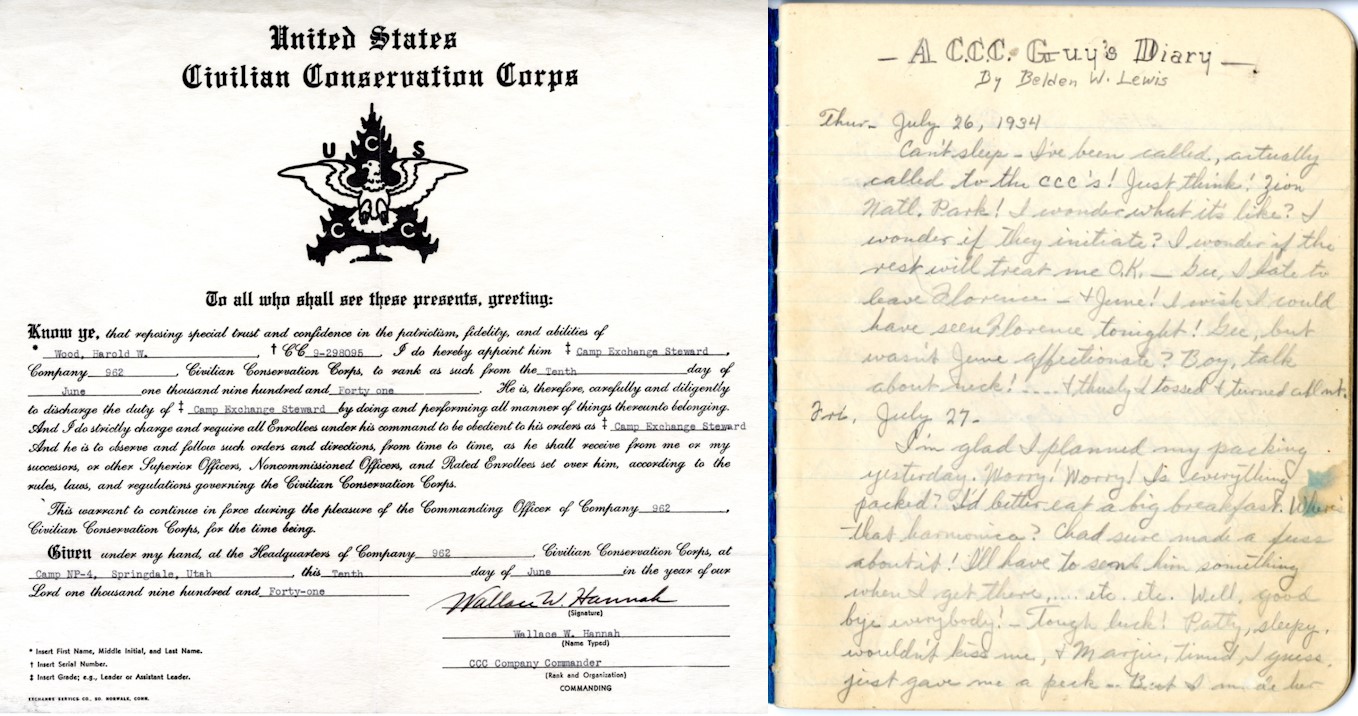 United States
Civilian Conservation Corps
U C S
C C
To all who shall see these presents, greeting:
Know ye, that reposing special trust and confidence in the patriotism, fidelity, and abilities of
* Wood, Harold W. , † CC 9-298095 , I do hereby appoint him ‡ Camp Exchange Steward ,
Company 962 , Civilian Conservation Corps, to rank as such from the Tenth day of
June one thousand nine hundred and Forty one . He is, therefore, carefully and diligently
to discharge the duty of ‡ Camp Exchange Steward by doing and performing all manner of things thereunto belonging.
And I do strictly charge and require all Enrollees under his command to be obedient to his orders as ‡ Camp Exchange Steward
And he is to observe and follow such orders and directions, from time to time, as he shall receive from me or my
successors, or other Superior Officers, Noncommissioned Officers, and Rated Enrollees set over him, according to the
rules, laws, and regulations governing the Civilian Conservation Corps.
This warrant to continue in force during the pleasure of the Commanding Officer of Company 962 ,
Civilian Conservation Corps, for the time being.
Given under my hand, at the Headquarters of Company 962 , Civilian Conservation Corps, at
Camp NP-4, Springdale, Utah , this Tenth day of June in the year of our
Lord one thousand nine hundred and Forty-one
Wallace W. Hannah
(Signature)
Wallace W. Hannah
(Name Typed)
CCC Company Commander
(Rank and Organization)
COMMANDING
* Insert First Name, Middle Initial, and Last Name.
† Insert Serial Number.
‡ Insert Grade; e.g., Leader or Assistant Leader.
EXCHANGE SERVICE CO., SO. NORWALK, CONN.
— A C.C.C. Guy's Diary —
By Belden W. Lewis
Thur- July 26, 1934
Can't sleep - I've been called, actually
called to the CCC's! Just think! Zion
Natl. Park! I wonder what it's like? I
wonder if they initiate? I wonder if the
rest will treat me O.K. - Gee, I hate to
leave Florence - + June! I wish I could
have seen Florence tonight! Gee, but
wasn't June affectionate? Boy, talk
about neck!..... + thusly I tossed + turned all nt.
Fri, July 27-
I'm glad I planned my packing
yesterday. Worry! Worry! Is everything
packed? I'd better eat a big breakfast. Where's
that harmonica? Chad sure made a fuss
about it! I'll have to send him something
when I get there,... etc. etc. Well, good
bye everybody! - Tough luck! Patty, sleepy,
wouldn't kiss me, + Marjie, timid, I guess,
just gave me a peck - But I made her